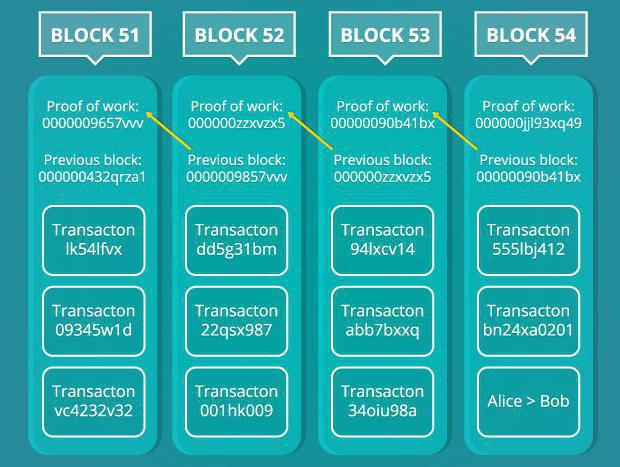 BLOCK 51
Proof of work:
0000009657vvv
Previous block:
000000432qrza1
Transacton
lk54lfvx
Transacton
09345w1d
Transacton
vc4232v32
BLOCK 52
Proof of work:
000000zzxvzx5
Previous block:
0000009857vvv
Transacton
dd5g31bm
Transacton
22qsx987
Transacton
001hk009
BLOCK 53
Proof of work:
00000090b41bx
Previous block:
000000zzxvzx5
Transacton
94lxcv14
Transacton
abb7bxxq
Transacton
34oiu98a
BLOCK 54
Proof of work:
000000jjl93xq49
Previous block:
00000090b41bx
Transacton
555lbj412
Transacton
bn24xa0201
Alice > Bob